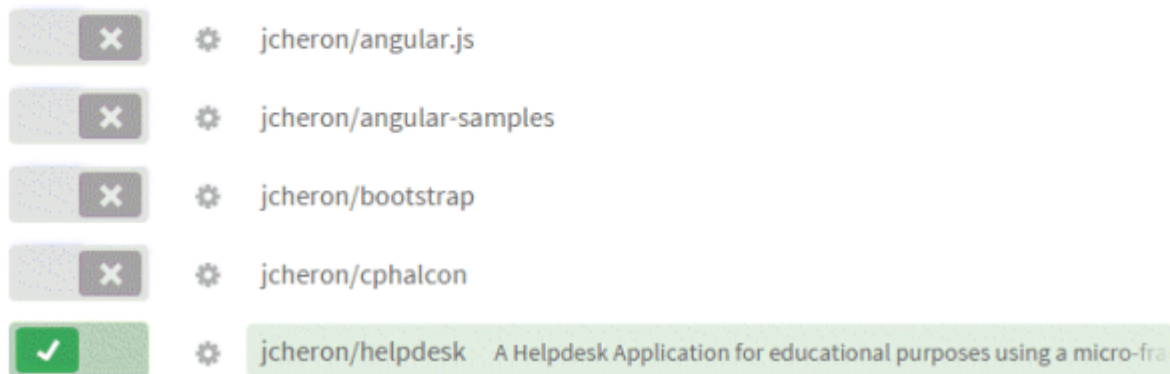 jcheron/angular.js
jcheron/angular-samples
jcheron/bootstrap
jcheron/cphalcon
jcheron/helpdesk A Helpdesk Application for educational purposes using a micro-fra